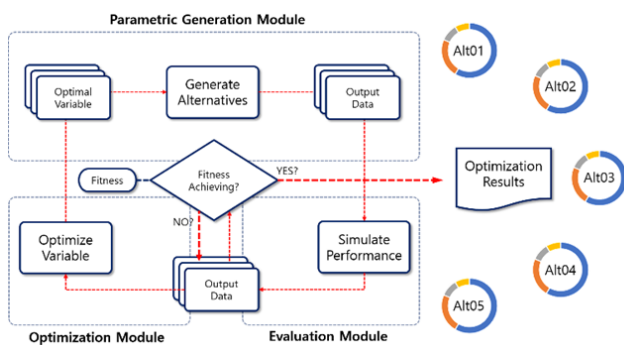 Parametric Generation Module
Optimal
Variable
Generate
Alternatives
Output
Data
Fitness
Fitness
Achieving?
YES?
NO?
Optimize
Variable
Output
Data
Simulate
Performance
Optimization Module
Evaluation Module
Optimization
Results
Alt01
Alt02
Alt03
Alt04
Alt05